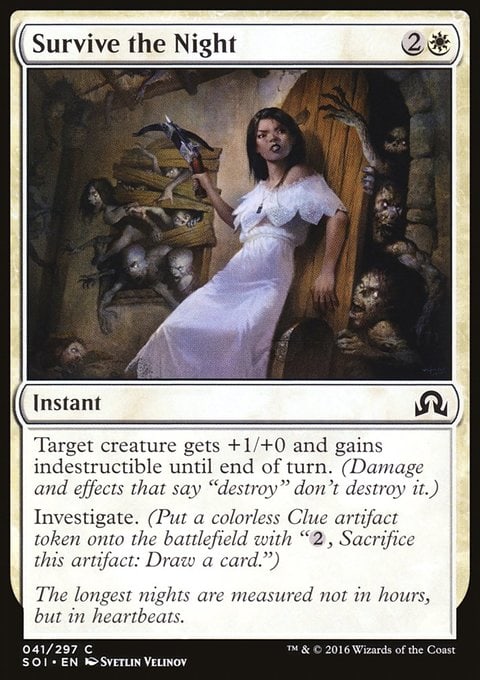 Survive the Night 2
Instant
Target creature gets +1/+0 and gains
indestructible until end of turn. (Damage
and effects that say “destroy” don’t destroy it.)
Investigate. (Put a colorless Clue artifact
token onto the battlefield with “2, Sacrifice
this artifact: Draw a card.”)
The longest nights are measured not in hours,
but in heartbeats.
041/297 C
SOI • EN Svetlin Velinov
™ & © 2016 Wizards of the Coast